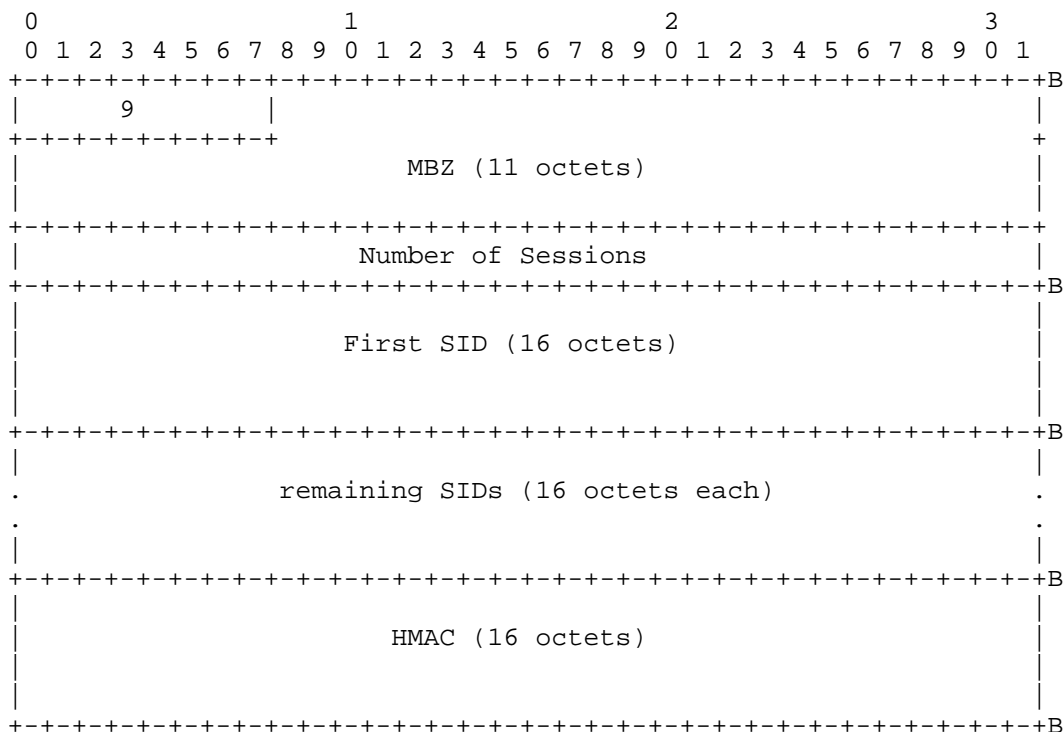 0                   1                   2                   3
0 1 2 3 4 5 6 7 8 9 0 1 2 3 4 5 6 7 8 9 0 1 2 3 4 5 6 7 8 9 0 1
+-+-+-+-+-+-+-+-+-+-+-+-+-+-+-+-+-+-+-+-+-+-+-+-+-+-+-+-+-+-+-+-+B
|      9        |                                               |
+-+-+-+-+-+-+-+-+                                               +
|                        MBZ (11 octets)                        |
|                                                               |
+-+-+-+-+-+-+-+-+-+-+-+-+-+-+-+-+-+-+-+-+-+-+-+-+-+-+-+-+-+-+-+-+
|                     Number of Sessions                        |
+-+-+-+-+-+-+-+-+-+-+-+-+-+-+-+-+-+-+-+-+-+-+-+-+-+-+-+-+-+-+-+-+B
|                                                               |
|                    First SID (16 octets)                      |
|                                                               |
|                                                               |
+-+-+-+-+-+-+-+-+-+-+-+-+-+-+-+-+-+-+-+-+-+-+-+-+-+-+-+-+-+-+-+-+B
|                                                               |
.                remaining SIDs (16 octets each)                .
.                                                               .
|                                                               |
+-+-+-+-+-+-+-+-+-+-+-+-+-+-+-+-+-+-+-+-+-+-+-+-+-+-+-+-+-+-+-+-+B
|                                                               |
|                       HMAC (16 octets)                        |
|                                                               |
|                                                               |
+-+-+-+-+-+-+-+-+-+-+-+-+-+-+-+-+-+-+-+-+-+-+-+-+-+-+-+-+-+-+-+-+B